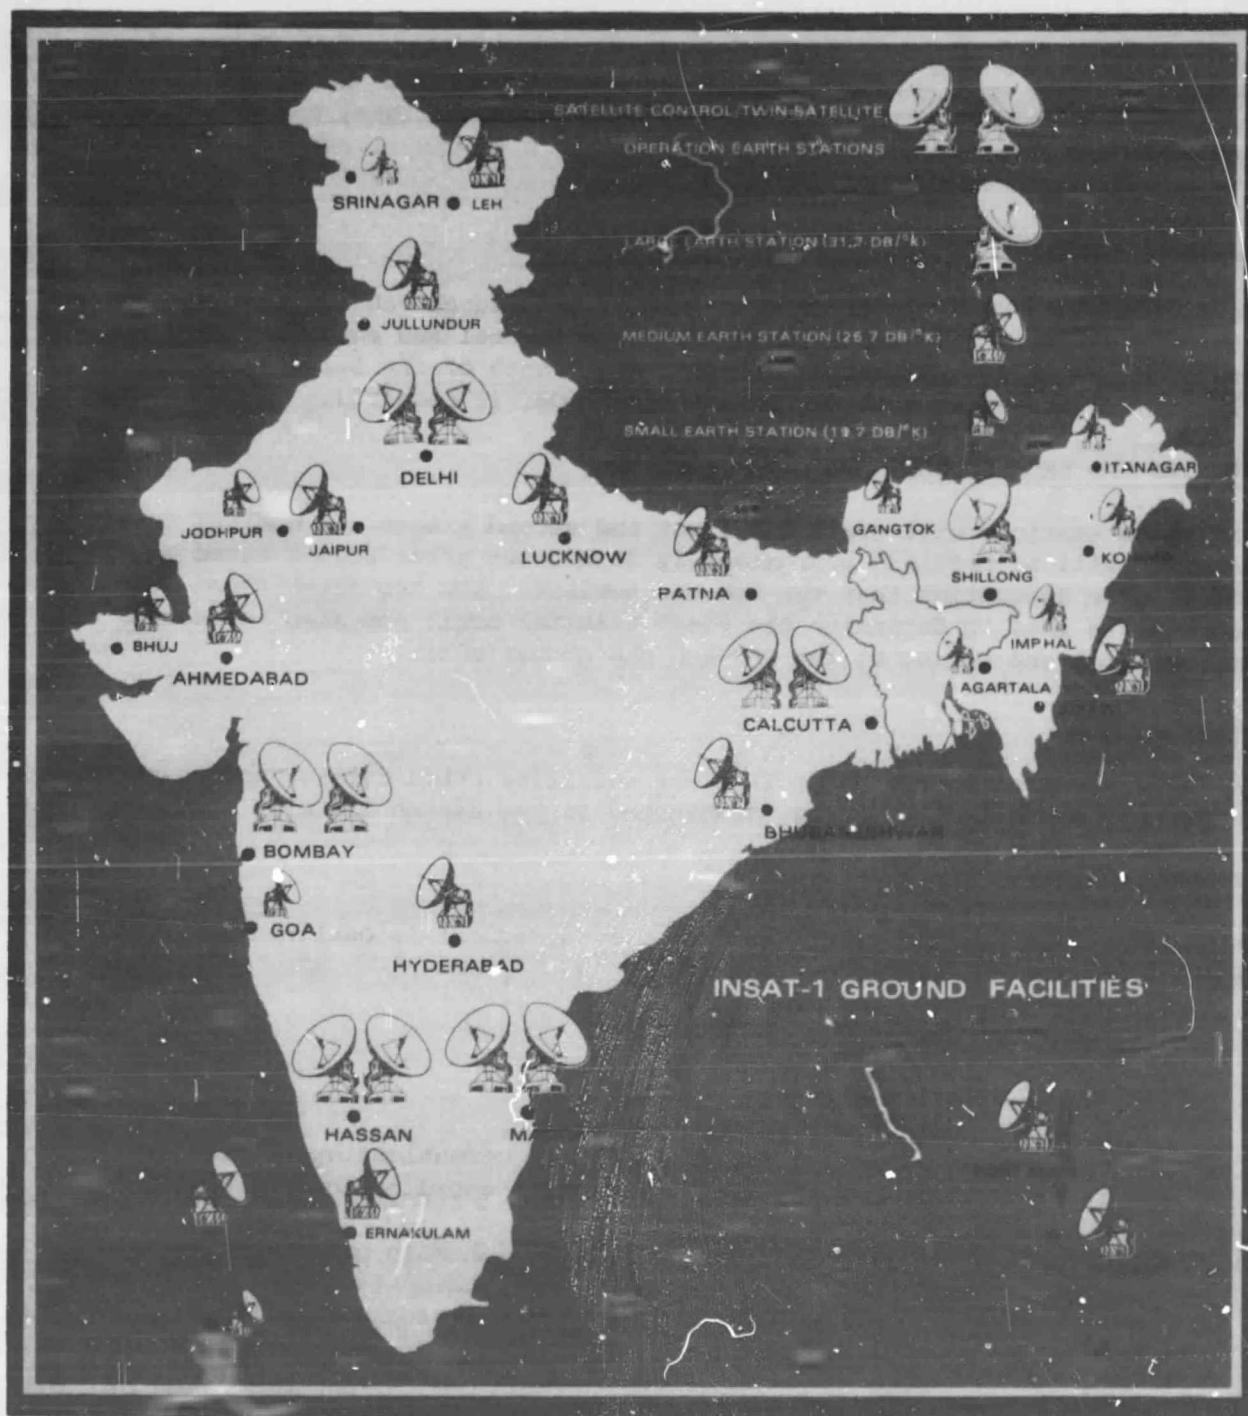 SATELLITE CONTROL/TWIN SATELLITE
OPERATION EARTH STATIONS
SRINAGAR
LEH
LARGE EARTH STATION (31.7 DB/°K)
JULLUNDUR
MEDIUM EARTH STATION (26.7 DB/°K)
SMALL EARTH STATION (19.7 DB/°K)
DELHI
ITANAGAR
JODHPUR
JAIPUR
LUCKNOW
GANGTOK
PATNA
SHILLONG
BHUJ
IMPHAL
AHMEDABAD
AGARTALA
CALCUTTA
BHUBANESHWAR
BOMBAY
GOA
HYDERABAD
INSAT-1 GROUND FACILITIES
HASSAN
MA
ERNAKULAM